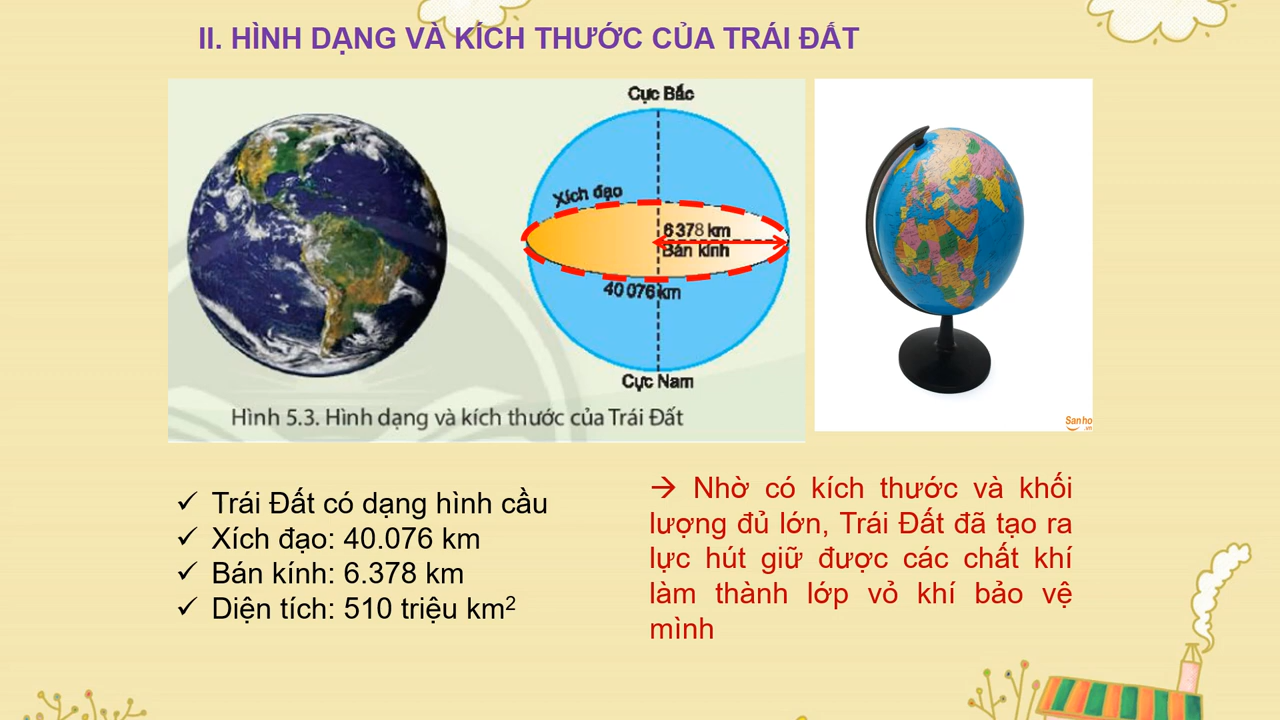 II. HÌNH DẠNG VÀ KÍCH THƯỚC CỦA TRÁI ĐẤT
Cực Bắc
Xích đạo
6 378 km
Bán kính
40 076 km
Cực Nam
Hình 5.3. Hình dạng và kích thước của Trái Đất
Sanho
.vn
✓ Trái Đất có dạng hình cầu
✓ Xích đạo: 40.076 km
✓ Bán kính: 6.378 km
✓ Diện tích: 510 triệu km²
→ Nhờ có kích thước và khối
lượng đủ lớn, Trái Đất đã tạo ra
lực hút giữ được các chất khí
làm thành lớp vỏ khí bảo vệ
mình